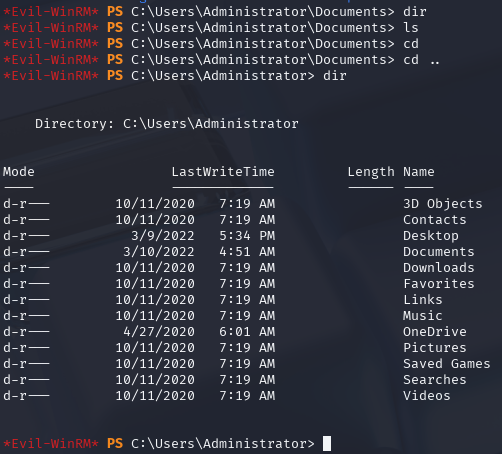 *Evil-WinRM* PS C:\Users\Administrator\Documents> dir
*Evil-WinRM* PS C:\Users\Administrator\Documents> ls
*Evil-WinRM* PS C:\Users\Administrator\Documents> cd
*Evil-WinRM* PS C:\Users\Administrator\Documents> cd ..
*Evil-WinRM* PS C:\Users\Administrator> dir
Directory: C:\Users\Administrator
Mode LastWriteTime Length Name
---- ------------- ------ ----
d-r--- 10/11/2020 7:19 AM 3D Objects
d-r--- 10/11/2020 7:19 AM Contacts
d-r--- 3/9/2022 5:34 PM Desktop
d-r--- 3/10/2022 4:51 AM Documents
d-r--- 10/11/2020 7:19 AM Downloads
d-r--- 10/11/2020 7:19 AM Favorites
d-r--- 10/11/2020 7:19 AM Links
d-r--- 10/11/2020 7:19 AM Music
d-r--- 4/27/2020 6:01 AM OneDrive
d-r--- 10/11/2020 7:19 AM Pictures
d-r--- 10/11/2020 7:19 AM Saved Games
d-r--- 10/11/2020 7:19 AM Searches
d-r--- 10/11/2020 7:19 AM Videos
*Evil-WinRM* PS C:\Users\Administrator>